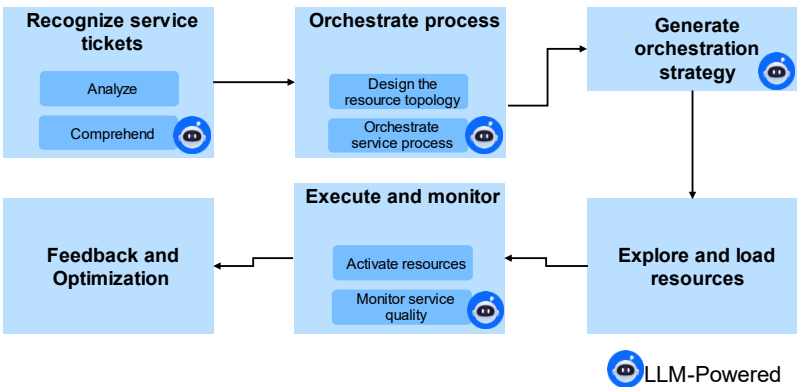 Recognize service
tickets
Analyze
Comprehend
Orchestrate process
Design the
resource topology
Orchestrate
service process
Generate
orchestration
strategy
Explore and load
resources
Execute and monitor
Activate resources
Monitor service
quality
Feedback and
Optimization
LLM-Powered